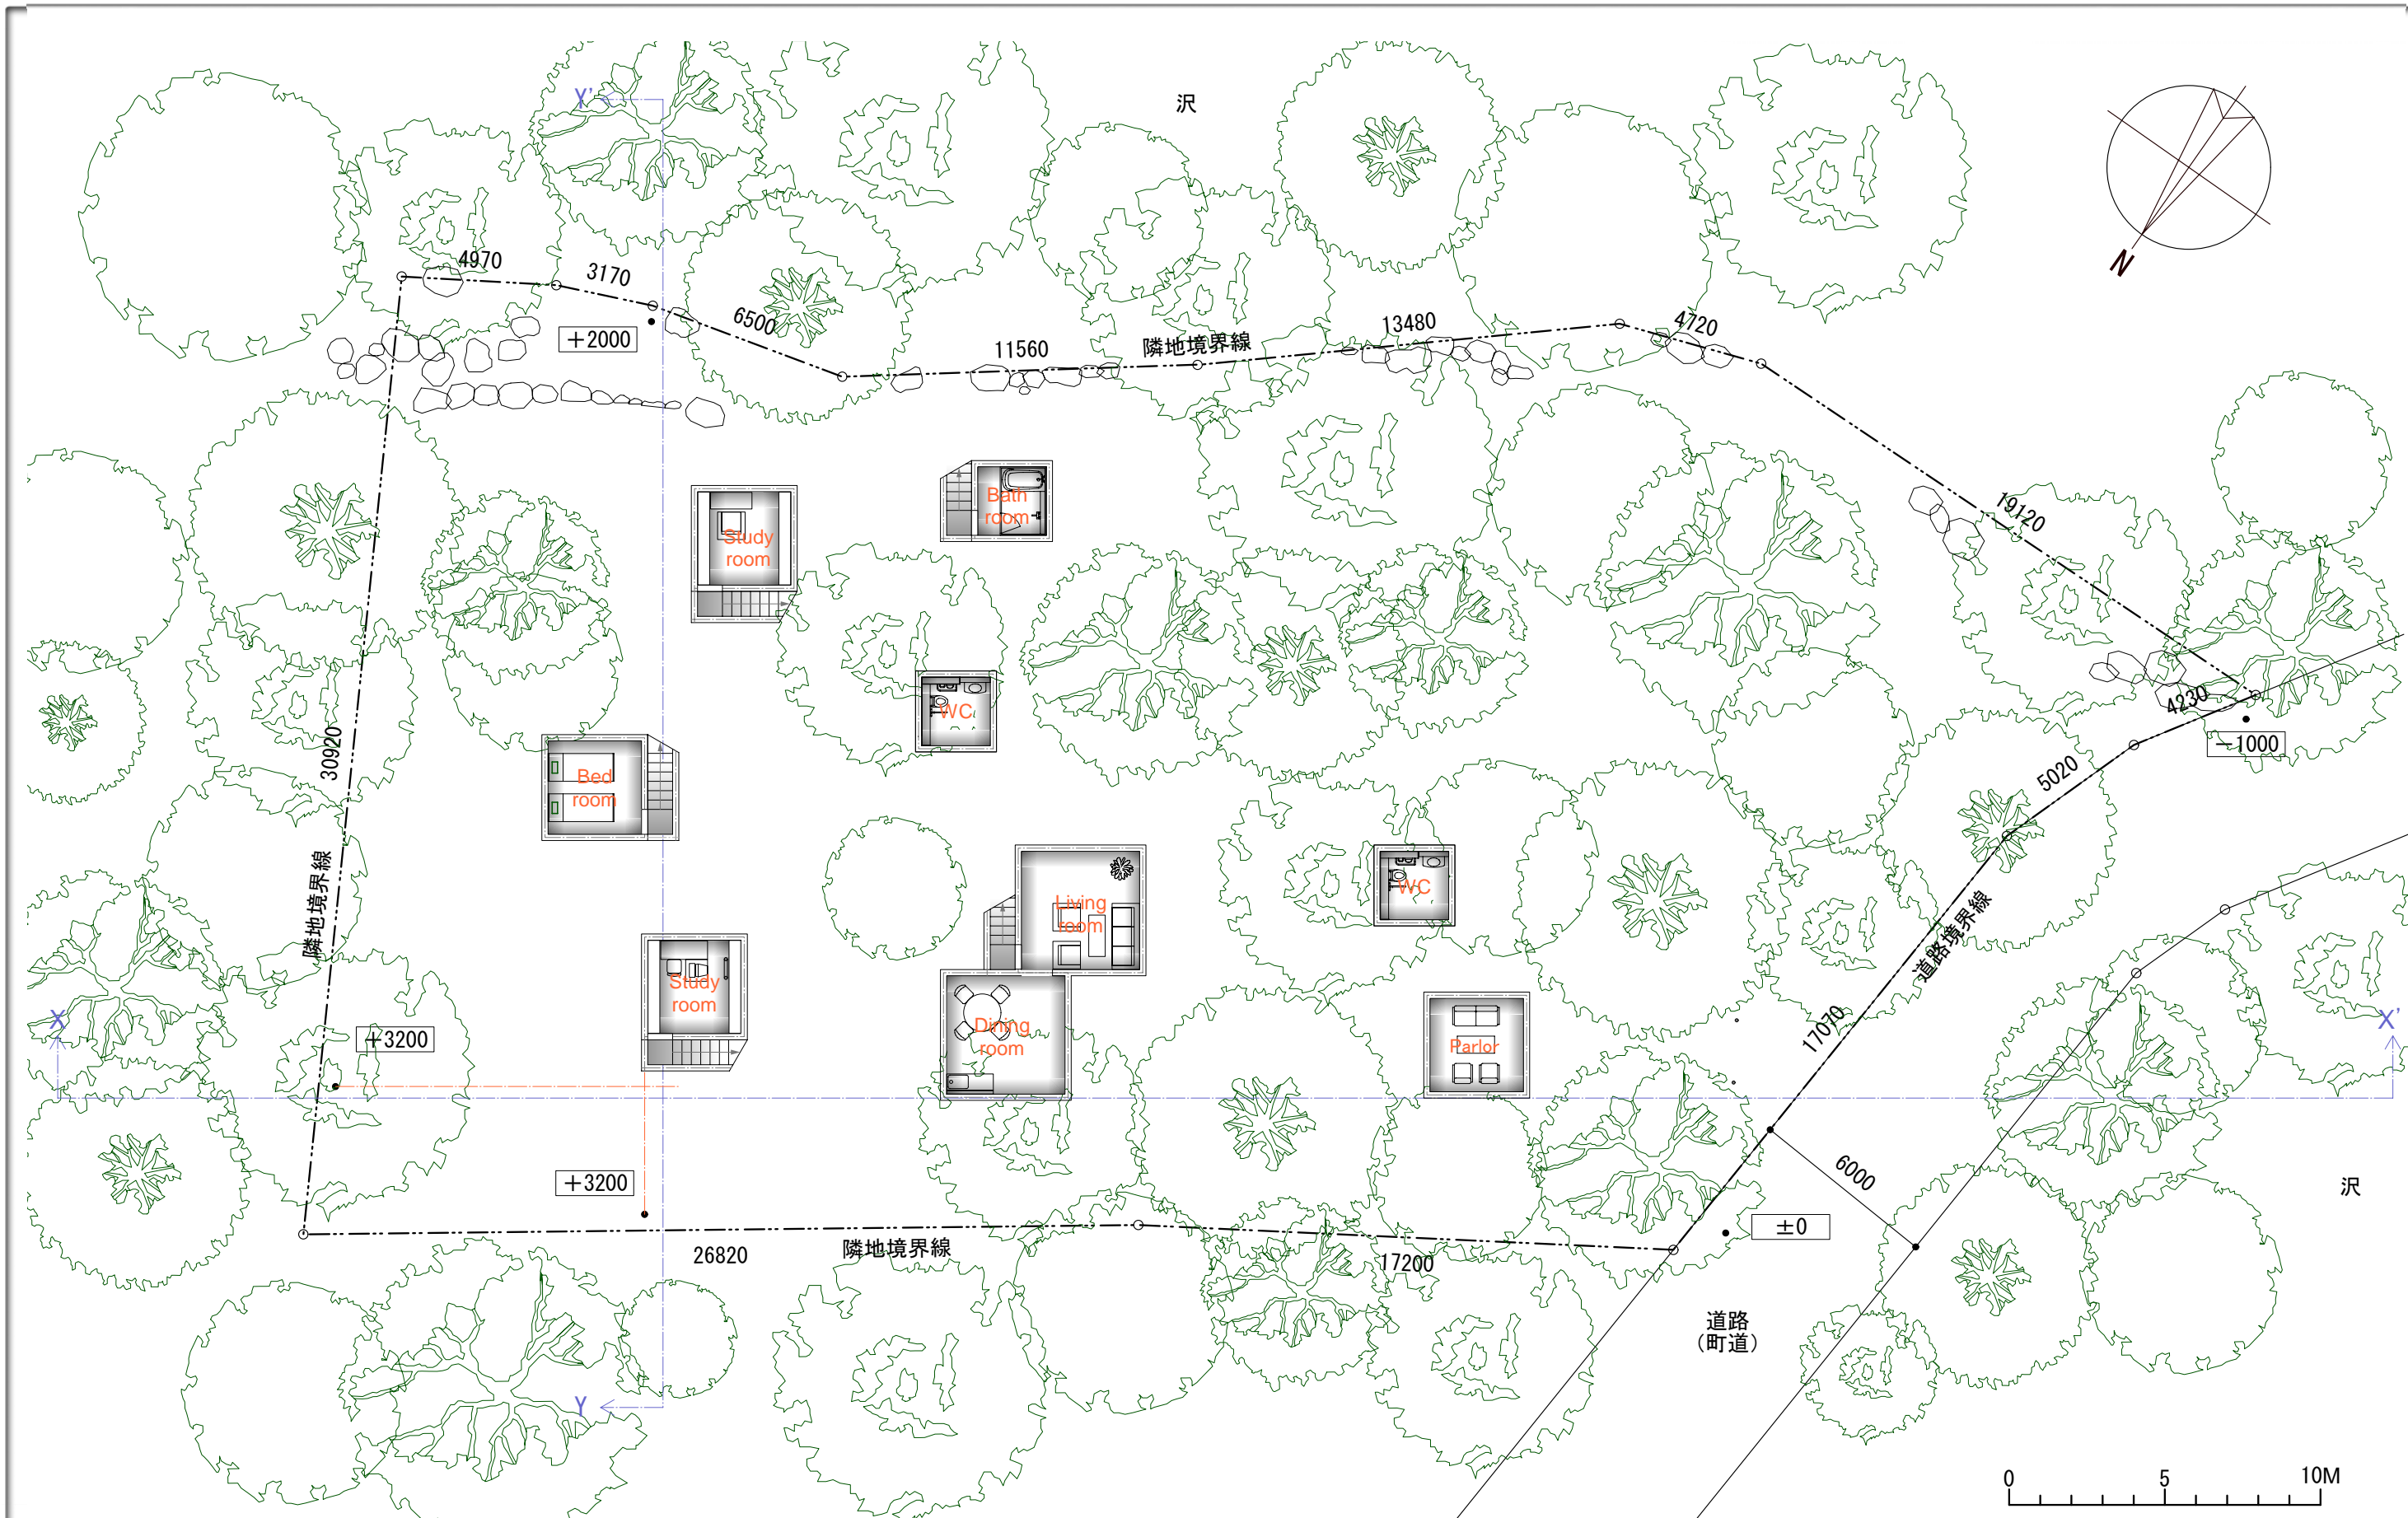 沢
Y'
N
4970
3170
6500
+2000
11560
隣地境界線
13480
4720
19120
Bath
room
Study
room
WC
4230
−1000
5020
30920
Bed
room
隣地境界線
Living
room
WC
道路境界線
Study
room
Dining
room
Parlor
17070
X
+3200
X'
+3200
6000
沢
±0
26820
隣地境界線
17200
道路
(町道)
Y
0 5 10M